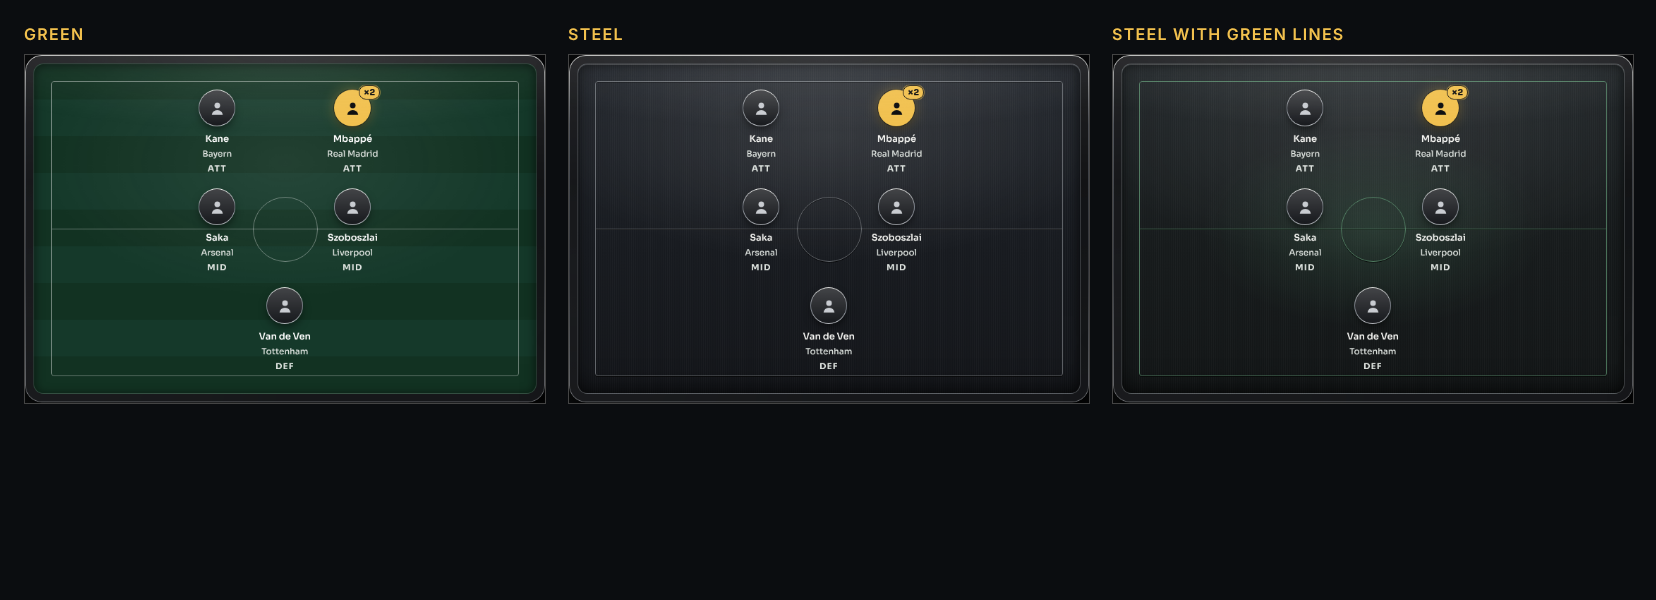 GREEN
×2
Kane
Bayern
ATT
Mbappé
Real Madrid
ATT
Saka
Arsenal
MID
Szoboszlai
Liverpool
MID
Van de Ven
Tottenham
DEF
STEEL
×2
Kane
Bayern
ATT
Mbappé
Real Madrid
ATT
Saka
Arsenal
MID
Szoboszlai
Liverpool
MID
Van de Ven
Tottenham
DEF
STEEL WITH GREEN LINES
×2
Kane
Bayern
ATT
Mbappé
Real Madrid
ATT
Saka
Arsenal
MID
Szoboszlai
Liverpool
MID
Van de Ven
Tottenham
DEF